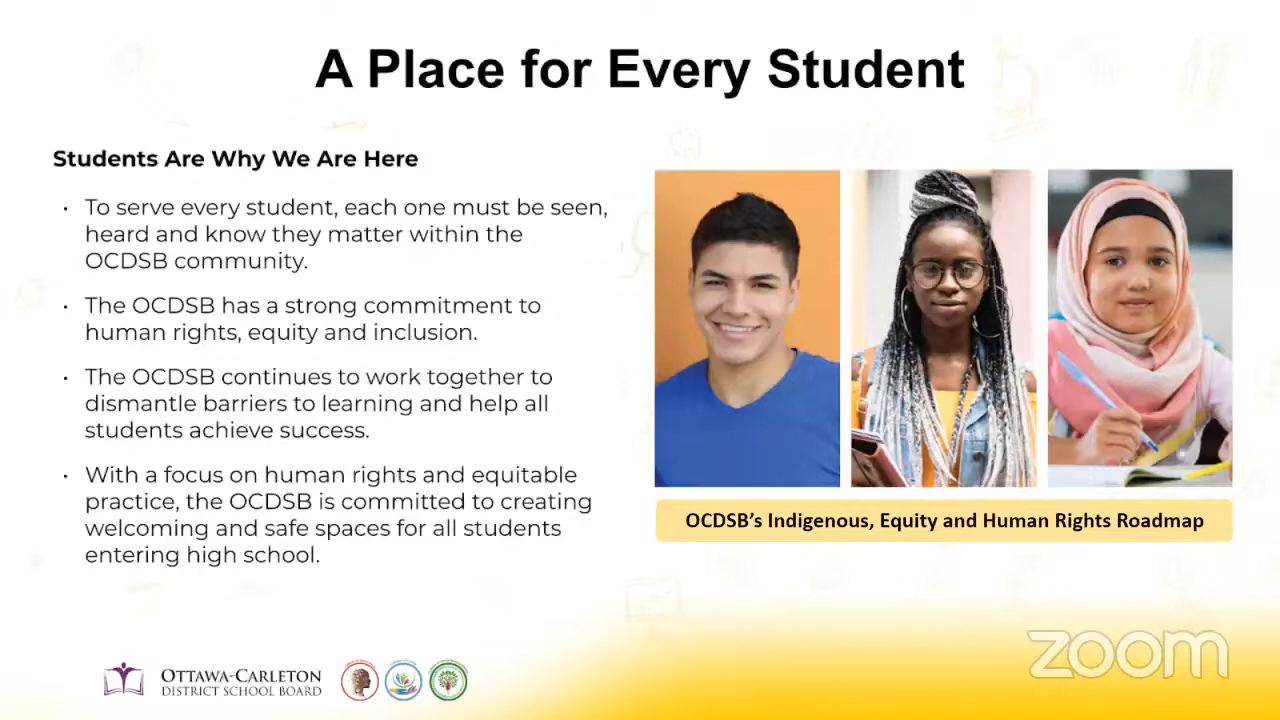 A Place for Every Student
Students Are Why We Are Here
• To serve every student, each one must be seen,
heard and know they matter within the
OCDSB community.
• The OCDSB has a strong commitment to
human rights, equity and inclusion.
• The OCDSB continues to work together to
dismantle barriers to learning and help all
students achieve success.
• With a focus on human rights and equitable
practice, the OCDSB is committed to creating
welcoming and safe spaces for all students
entering high school.
OCDSB’s Indigenous, Equity and Human Rights Roadmap
OTTAWA-CARLETON
DISTRICT SCHOOL BOARD
zoom